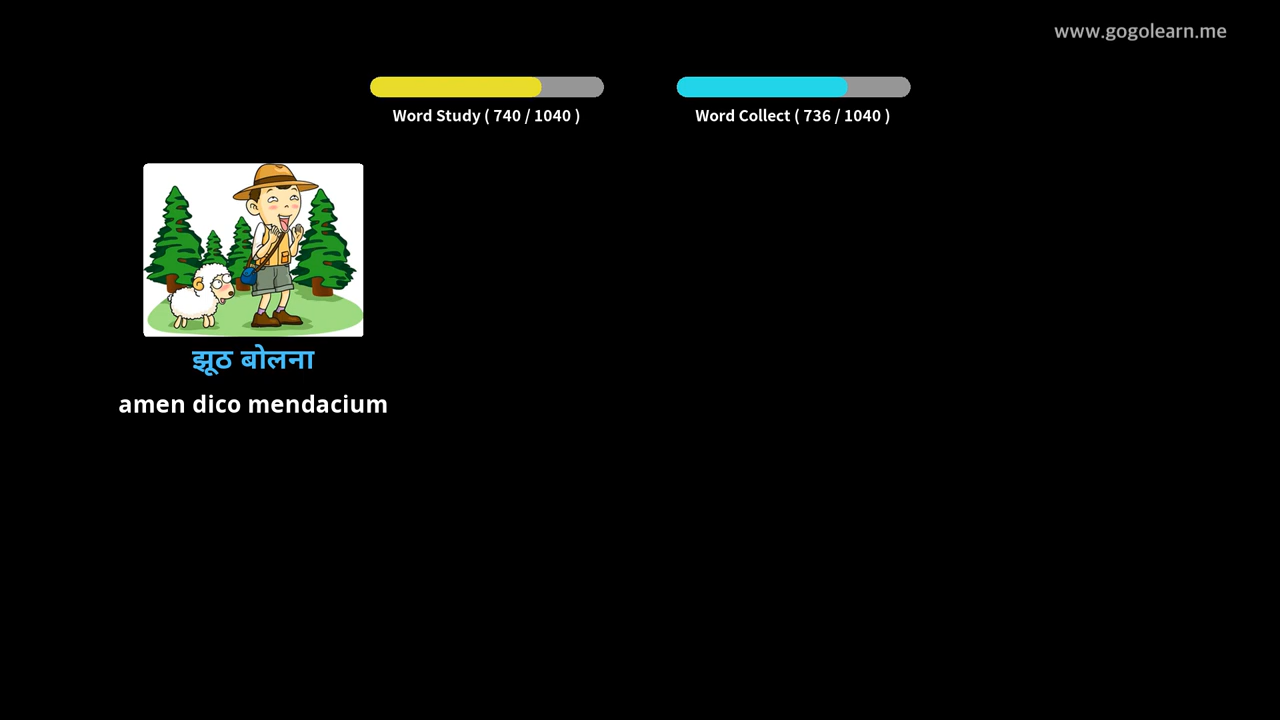 www.gogolearn.me
Word Study ( 740 / 1040 )
Word Collect ( 736 / 1040 )
झूठ बोलना
amen dico mendacium